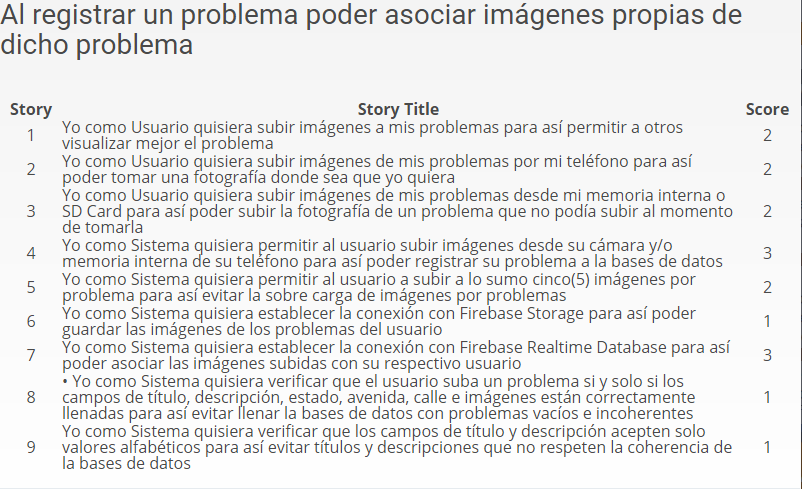 Al registrar un problema poder asociar imágenes propias de
dicho problema
Story Story Title Score
1 Yo como Usuario quisiera subir imágenes a mis problemas para así permitir a otros 2
visualizar mejor el problema
2 Yo como Usuario quisiera subir imágenes de mis problemas por mi teléfono para así 2
poder tomar una fotografía donde sea que yo quiera
3 Yo como Usuario quisiera subir imágenes de mis problemas desde mi memoria interna o 2
SD Card para así poder subir la fotografía de un problema que no podía subir al momento
de tomarla
4 Yo como Sistema quisiera permitir al usuario subir imágenes desde su cámara y/o 3
memoria interna de su teléfono para así poder registrar su problema a la bases de datos
5 Yo como Sistema quisiera permitir al usuario a subir a lo sumo cinco(5) imágenes por 2
problema para así evitar la sobre carga de imágenes por problemas
6 Yo como Sistema quisiera establecer la conexión con Firebase Storage para así poder 1
guardar las imágenes de los problemas del usuario
7 Yo como Sistema quisiera establecer la conexión con Firebase Realtime Database para así 3
poder asociar las imágenes subidas con su respectivo usuario
8 • Yo como Sistema quisiera verificar que el usuario suba un problema si y solo si los 1
campos de título, descripción, estado, avenida, calle e imágenes están correctamente
llenadas para así evitar llenar la bases de datos con problemas vacíos e incoherentes
9 Yo como Sistema quisiera verificar que los campos de título y descripción acepten solo 1
valores alfabéticos para así evitar títulos y descripciones que no respeten la coherencia de
la bases de datos